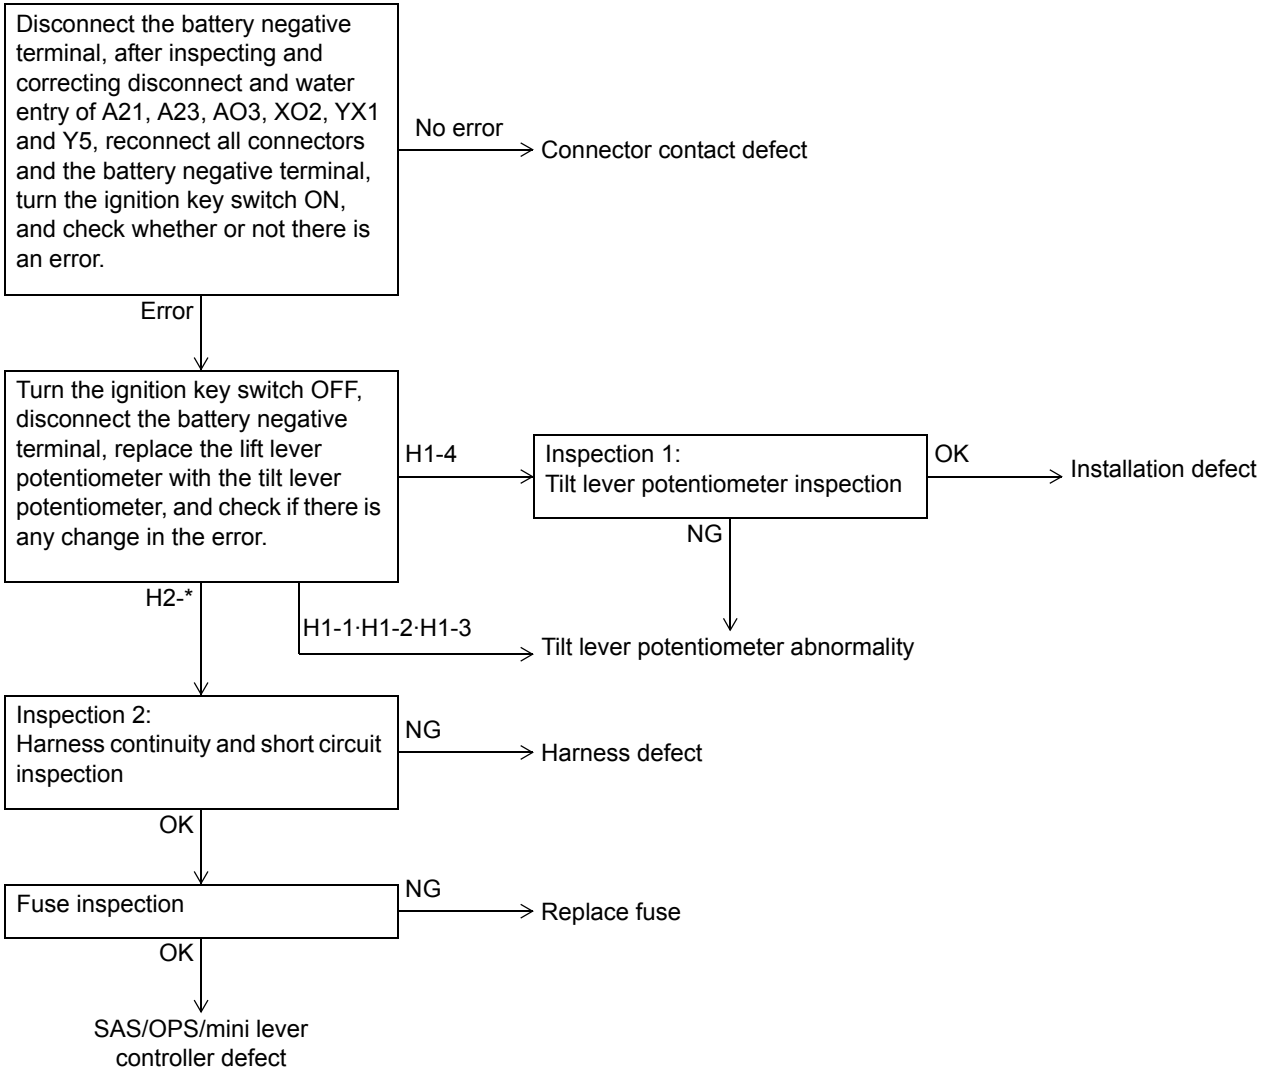 Disconnect the battery negative
terminal, after inspecting and
correcting disconnect and water
entry of A21, A23, AO3, XO2, YX1
and Y5, reconnect all connectors
and the battery negative terminal,
turn the ignition key switch ON,
and check whether or not there is
an error.
No error
Connector contact defect
Error
Turn the ignition key switch OFF,
disconnect the battery negative
terminal, replace the lift lever
potentiometer with the tilt lever
potentiometer, and check if there is
any change in the error.
H1-4
Inspection 1:
Tilt lever potentiometer inspection
OK
Installation defect
NG
H2-*
H1-1·H1-2·H1-3
Tilt lever potentiometer abnormality
Inspection 2:
Harness continuity and short circuit
inspection
NG
Harness defect
OK
Fuse inspection
NG
Replace fuse
OK
SAS/OPS/mini lever
controller defect